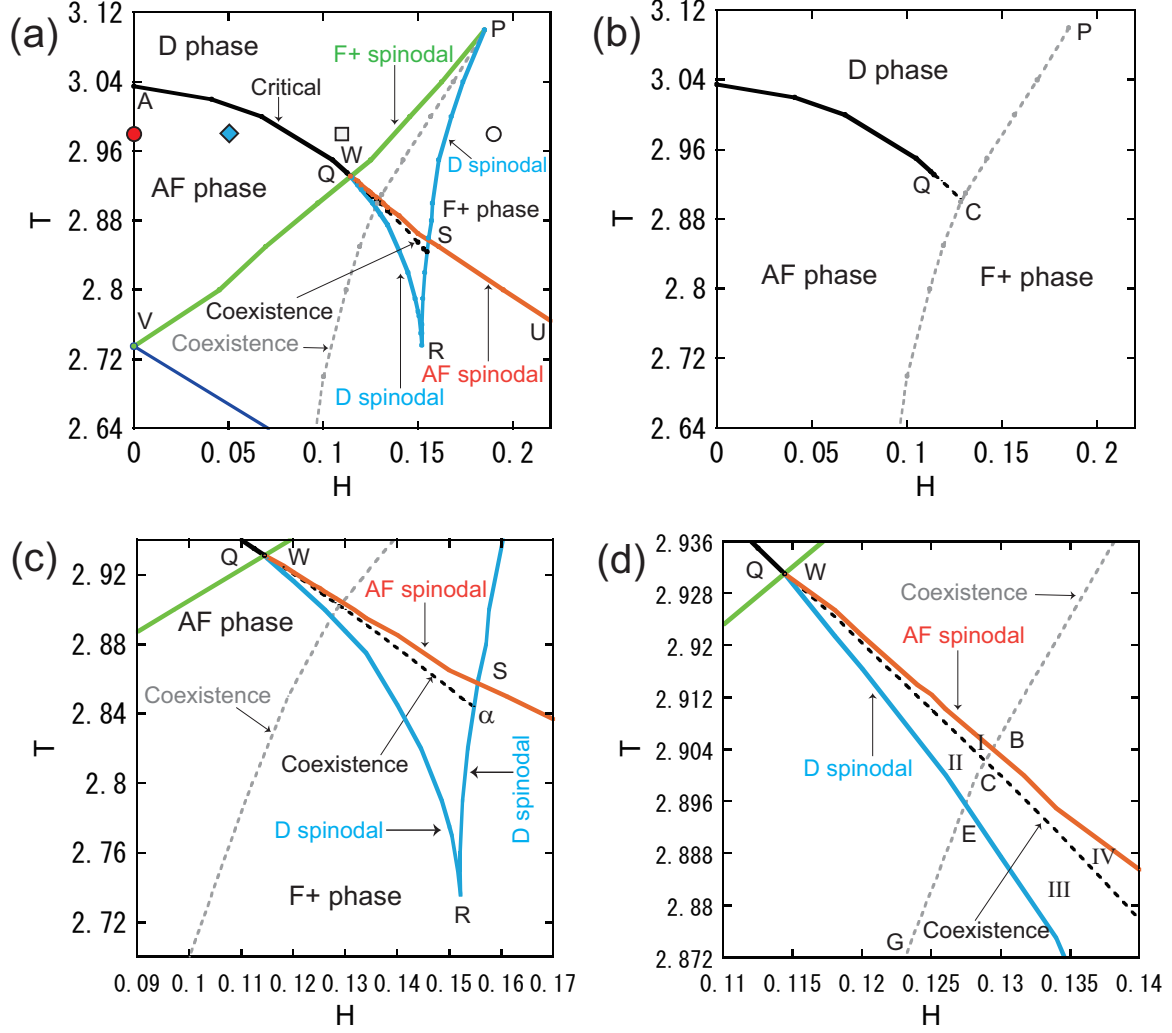 (a)
3.12
3.04
2.96
2.88
2.8
2.72
2.64
T
0
0.05
0.1
0.15
0.2
H
D phase
F+ spinodal
P
A
Critical
W
Q
AF phase
D spinodal
F+ phase
S
V
Coexistence
Coexistence
U
R
AF spinodal
D spinodal
(b)
3.12
3.04
2.96
2.88
2.8
2.72
2.64
T
0
0.05
0.1
0.15
0.2
H
P
D phase
Q
C
AF phase
F+ phase
(c)
2.92
2.88
2.84
2.8
2.76
2.72
T
0.09
0.1
0.11
0.12
0.13
0.14
0.15
0.16
0.17
H
Q
W
AF spinodal
AF phase
S
Coexistence
α
Coexistence
D spinodal
D spinodal
F+ phase
R
(d)
2.936
2.928
2.92
2.912
2.904
2.896
2.888
2.88
2.872
T
0.11
0.115
0.12
0.125
0.13
0.135
0.14
H
Q
W
Coexistence
AF spinodal
I
B
D spinodal
II
C
E
IV
III
Coexistence
G